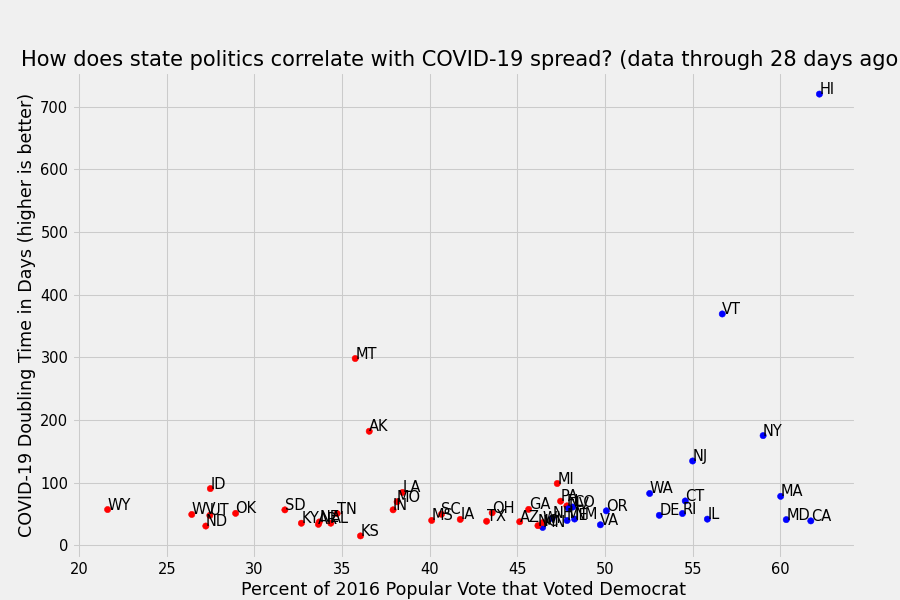 How does state politics correlate with COVID-19 spread? (data through 28 days ago
COVID-19 Doubling Time in Days (higher is better)
700
600
500
400
300
200
100
0
HI
VT
MT
AK
NY
NJ
ID
MI
LA
WA
MA
MO
PA
CO
CT
WY
WV
UT
OK
ND
SD
KY
TN
AL
KS
IN
MS
SC
IA
TX
OH
GA
AZ
OR
VA
DE
RI
IL
MD
CA
20
25
30
35
40
45
50
55
60
Percent of 2016 Popular Vote that Voted Democrat